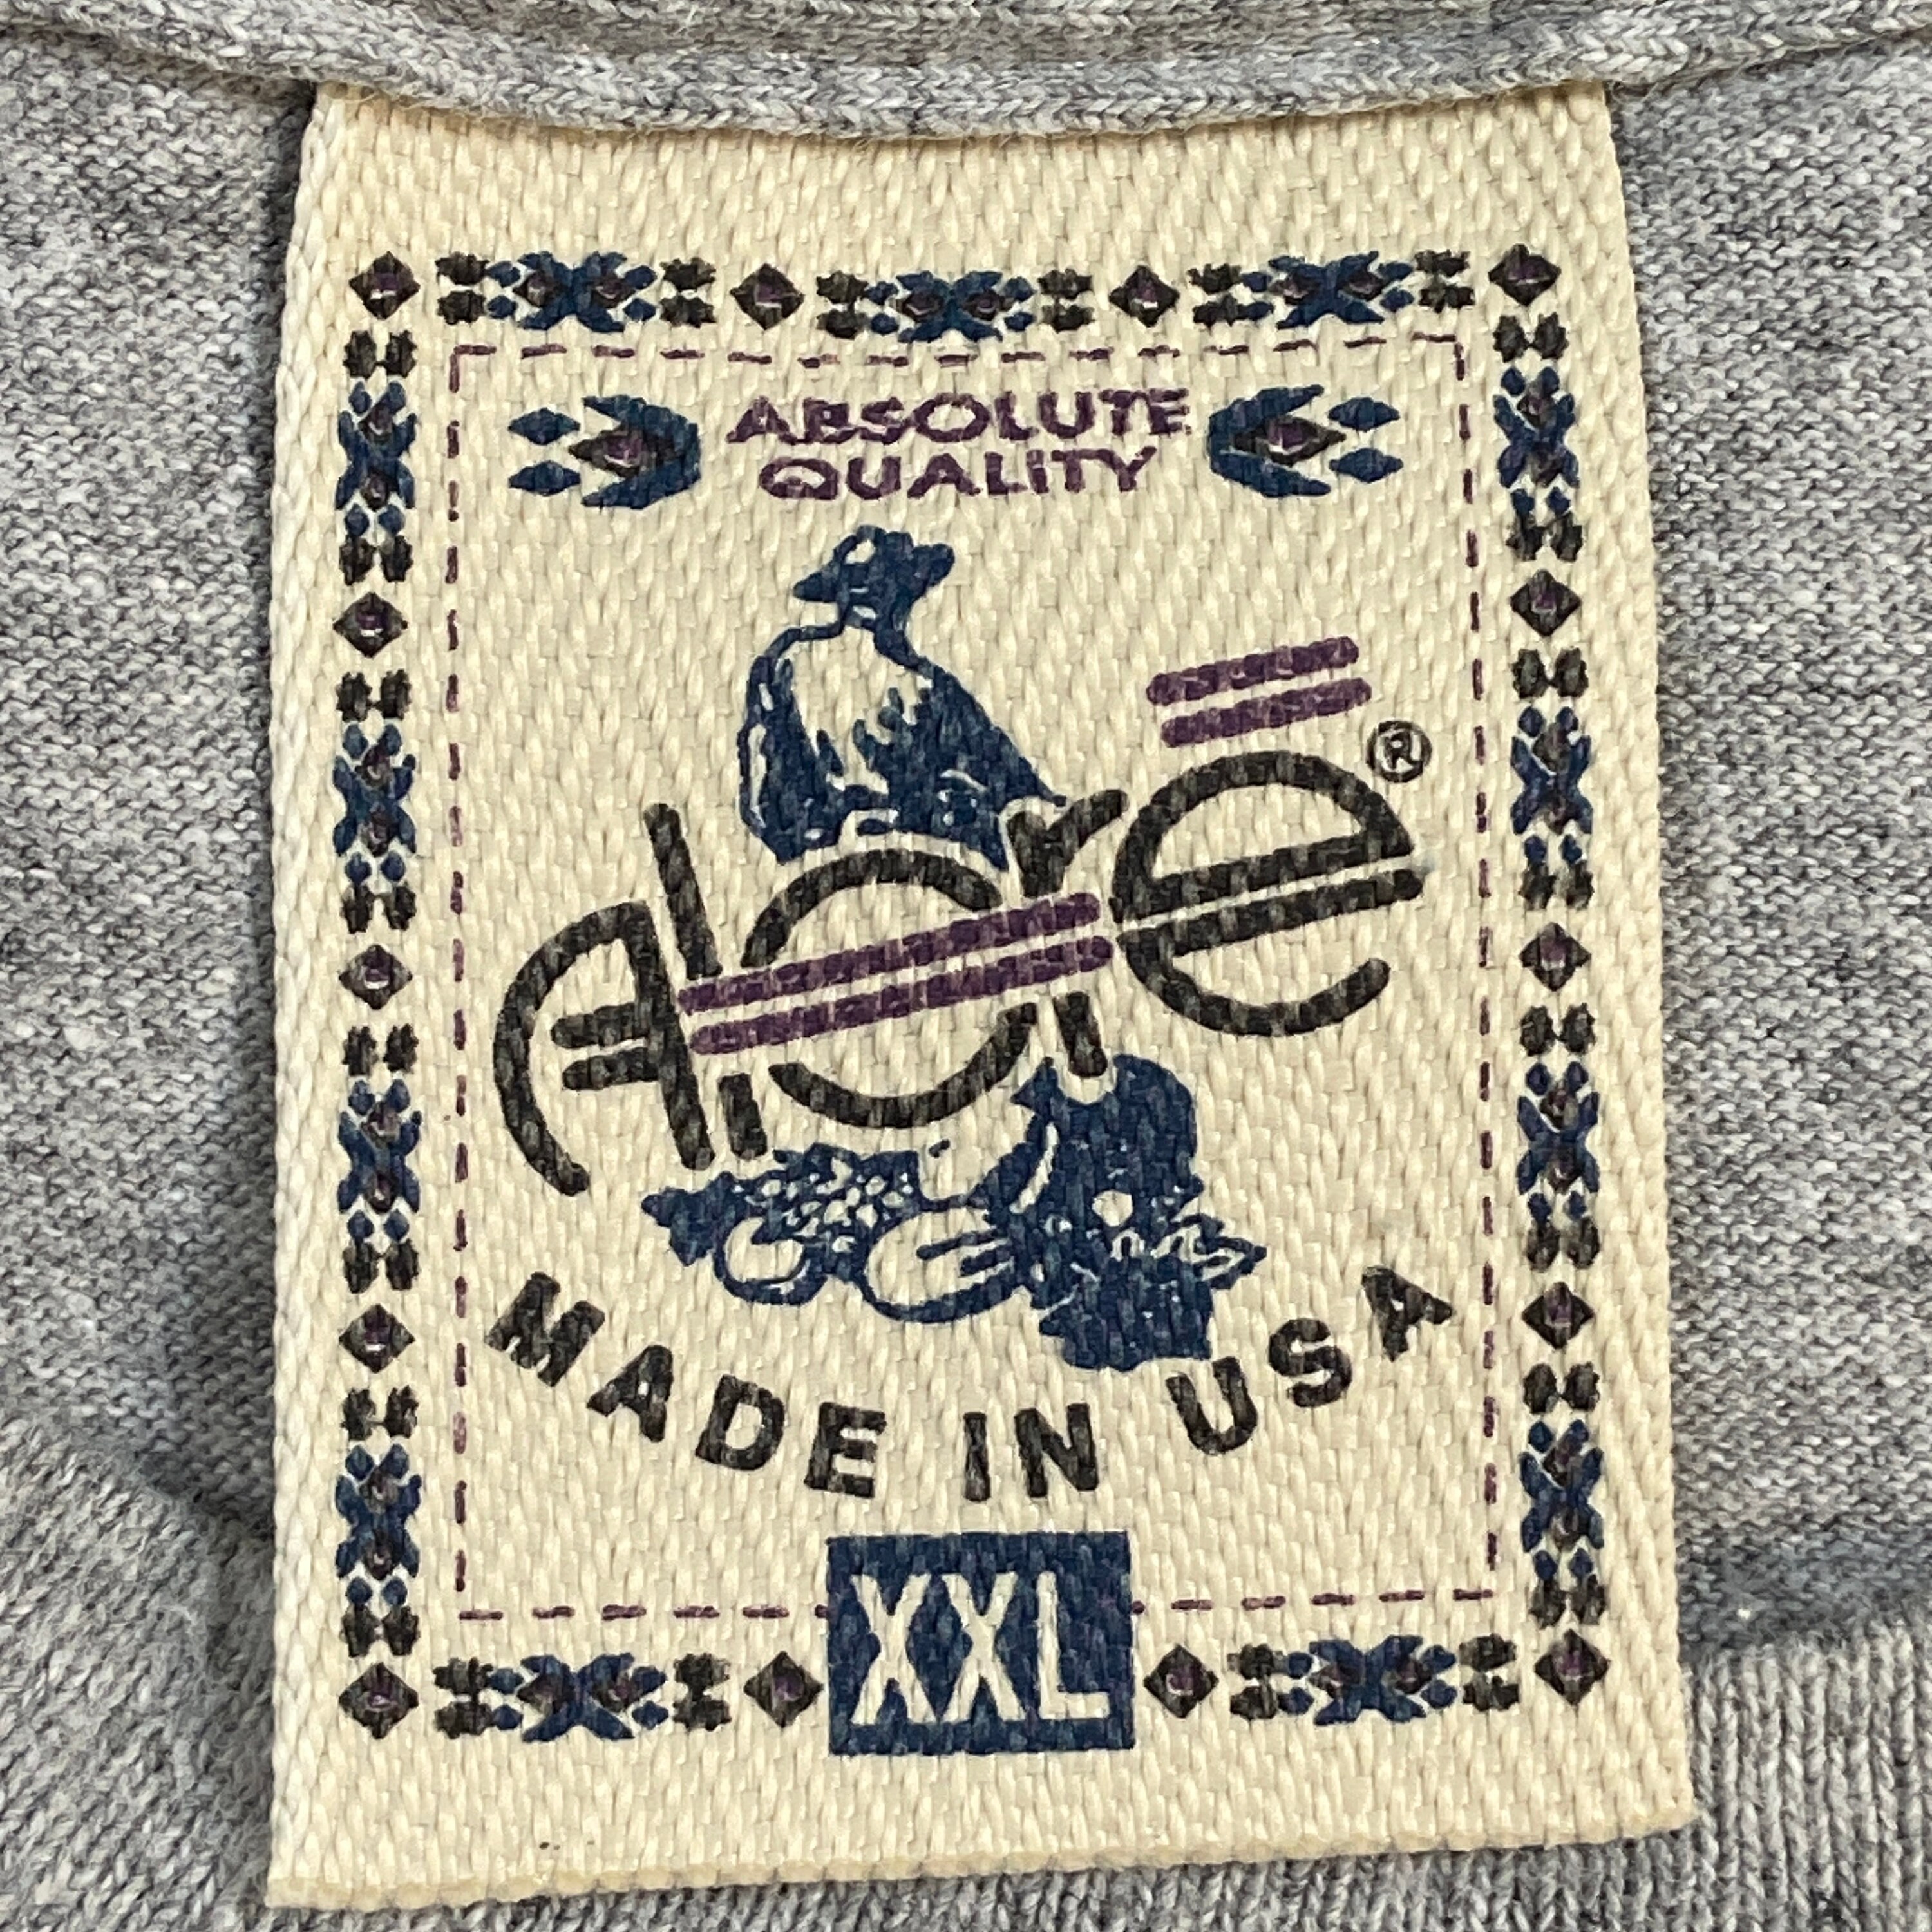 ABSOLUTE
QUALITY
Alore®
MADE IN USA
XXL